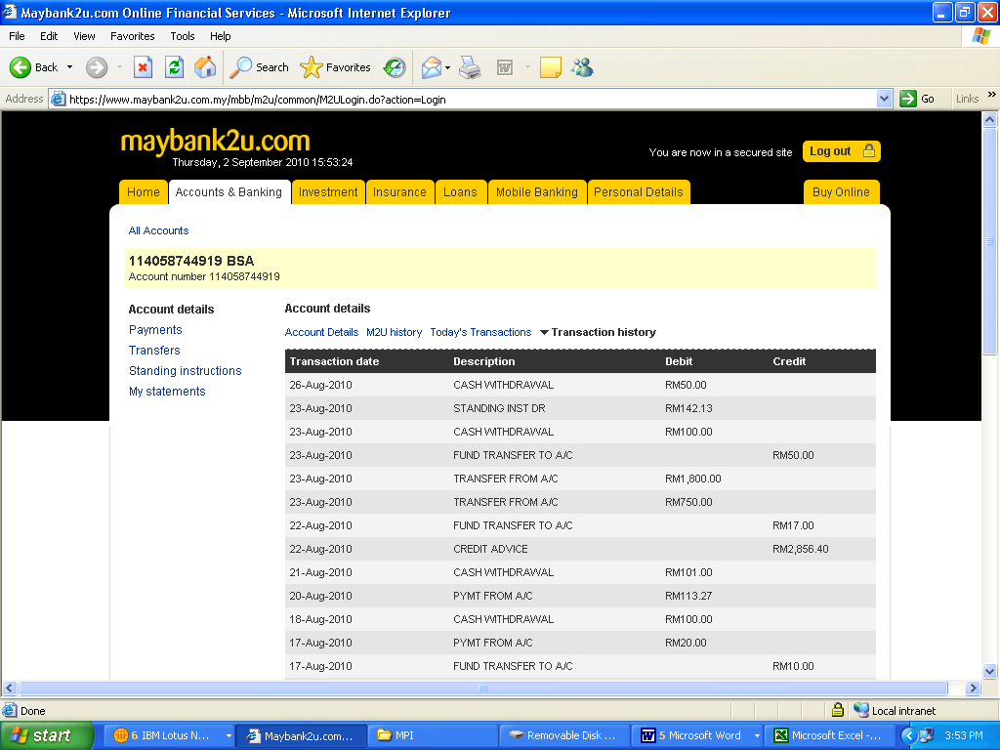 Maybank2u.com Online Financial Services - Microsoft Internet Explorer
File Edit View Favorites Tools Help
Back Search Favorites
Address https://www.maybank2u.com.my/mbb/m2u/common/M2ULogin.do?action=Login Go Links »
maybank2u.com
Thursday, 2 September 2010 15:53:24
You are now in a secured site Log out
Home Accounts & Banking Investment Insurance Loans Mobile Banking Personal Details Buy Online
All Accounts
114058744919 BSA
Account number 114058744919
Account details
Payments
Transfers
Standing instructions
My statements
Account details
Account Details M2U history Today's Transactions Transaction history
Transaction date Description Debit Credit
26-Aug-2010 CASH WITHDRAWAL RM50.00
23-Aug-2010 STANDING INST DR RM142.13
23-Aug-2010 CASH WITHDRAWAL RM100.00
23-Aug-2010 FUND TRANSFER TO A/C RM50.00
23-Aug-2010 TRANSFER FROM A/C RM1,800.00
23-Aug-2010 TRANSFER FROM A/C RM750.00
22-Aug-2010 FUND TRANSFER TO A/C RM17.00
22-Aug-2010 CREDIT ADVICE RM2,856.40
21-Aug-2010 CASH WITHDRAWAL RM101.00
20-Aug-2010 PYMT FROM A/C RM113.27
18-Aug-2010 CASH WITHDRAWAL RM100.00
17-Aug-2010 PYMT FROM A/C RM20.00
17-Aug-2010 FUND TRANSFER TO A/C RM10.00
Done Local intranet
start 6 IBM Lotus N... Maybank2u.com... MPI Removable Disk ... 5 Microsoft Word Microsoft Excel -... 3:53 PM